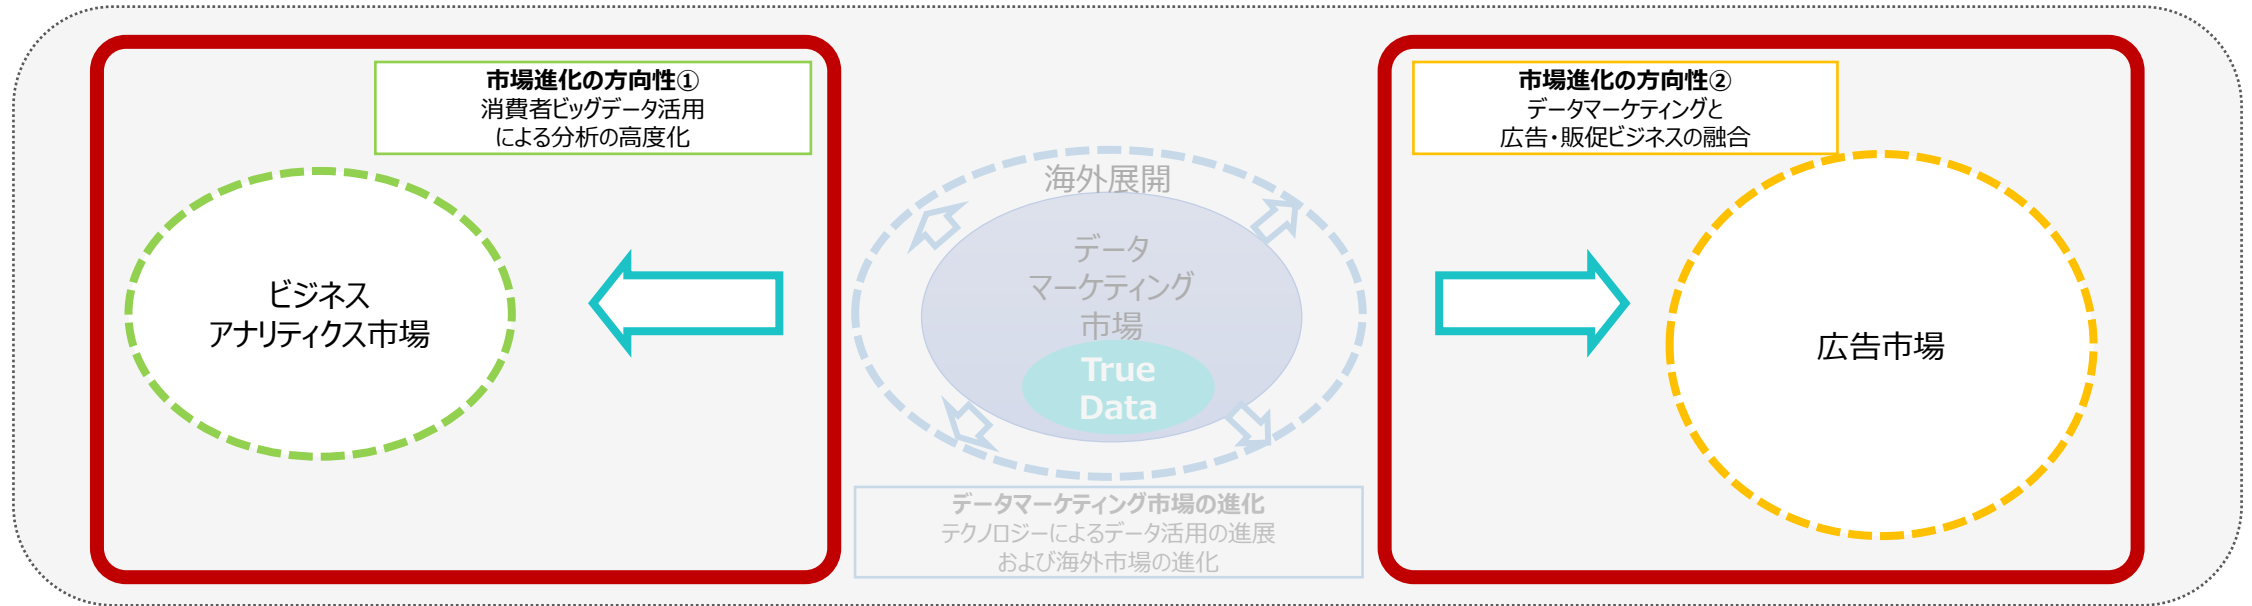 市場進化の方向性①
消費者ビッグデータ活用
による分析の高度化
ビジネス
アナリティクス市場
海外展開
データ
マーケティング
市場
True
Data
データマーケティング市場の進化
テクノロジーによるデータ活用の進展
および海外市場の進化
市場進化の方向性②
データマーケティングと
広告・販促ビジネスの融合
広告市場